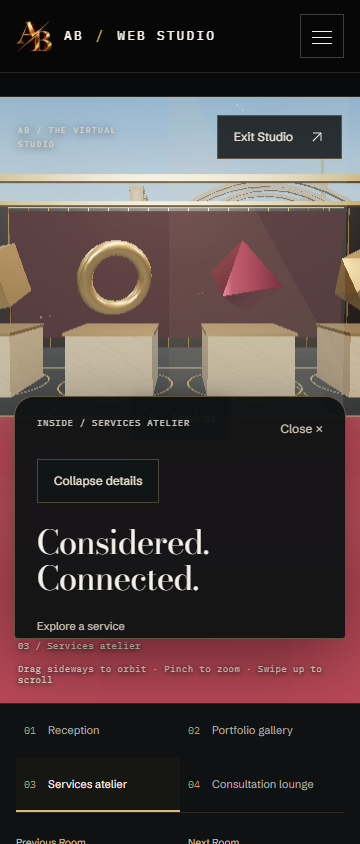 AB
AB / WEB STUDIO
AB / THE VIRTUAL
STUDIO
Exit Studio
INSIDE / SERVICES ATELIER
Close ×
Collapse details
Considered.
Connected.
Explore a service
03 / Services atelier
Drag sideways to orbit · Pinch to zoom · Swipe up to
scroll
01 Reception
02 Portfolio gallery
03 Services atelier
04 Consultation lounge
Previous Room
Next Room